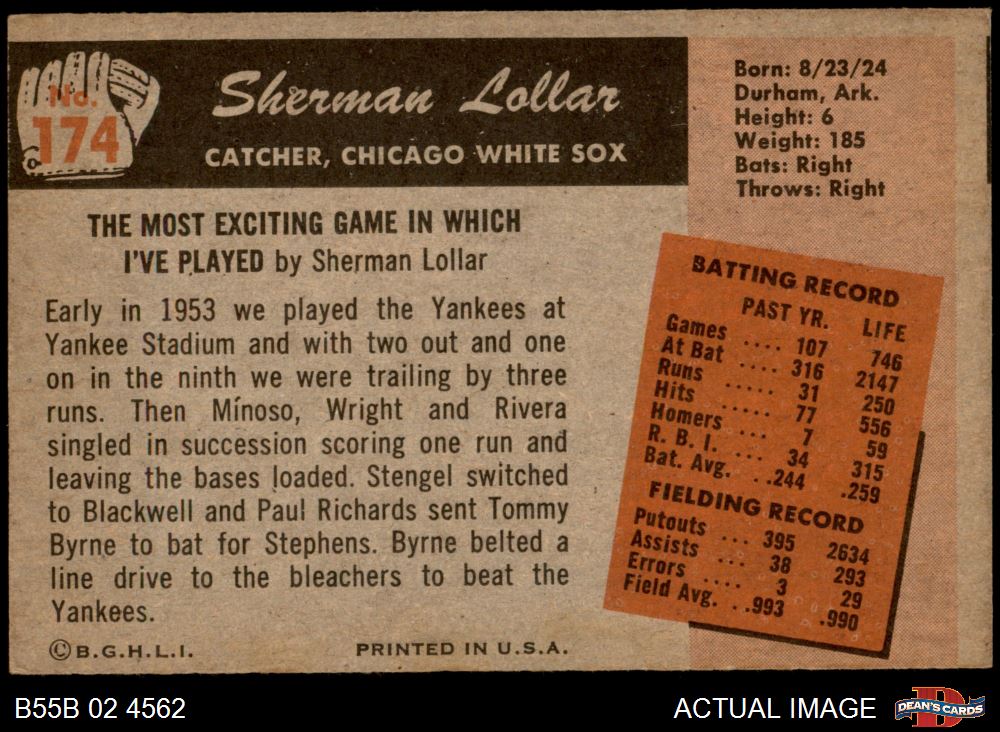 No.
174
Sherman Lollar
CATCHER, CHICAGO WHITE SOX
Born: 8/23/24
Durham, Ark.
Height: 6
Weight: 185
Bats: Right
Throws: Right
THE MOST EXCITING GAME IN WHICH
I'VE PLAYED by Sherman Lollar
Early in 1953 we played the Yankees at
Yankee Stadium and with two out and one
on in the ninth we were trailing by three
runs. Then Mínoso, Wright and Rivera
singled in succession scoring one run and
leaving the bases loaded. Stengel switched
to Blackwell and Paul Richards sent Tommy
Byrne to bat for Stephens. Byrne belted a
line drive to the bleachers to beat the
Yankees.
BATTING RECORD
PAST YR. LIFE
Games .... 107 746
At Bat .... 316 2147
Runs ..... 31 250
Hits ..... 77 556
Homers ... 7 59
R. B. I. ... 34 315
Bat. Avg. ..244 .259
FIELDING RECORD
Putouts ... 395 2634
Assists ... 38 293
Errors .... 3 29
Field Avg. ..993 .990
©B.G.H.L.I. PRINTED IN U.S.A.
B55B 02 4562 ACTUAL IMAGE
D
DEAN'S CARDS